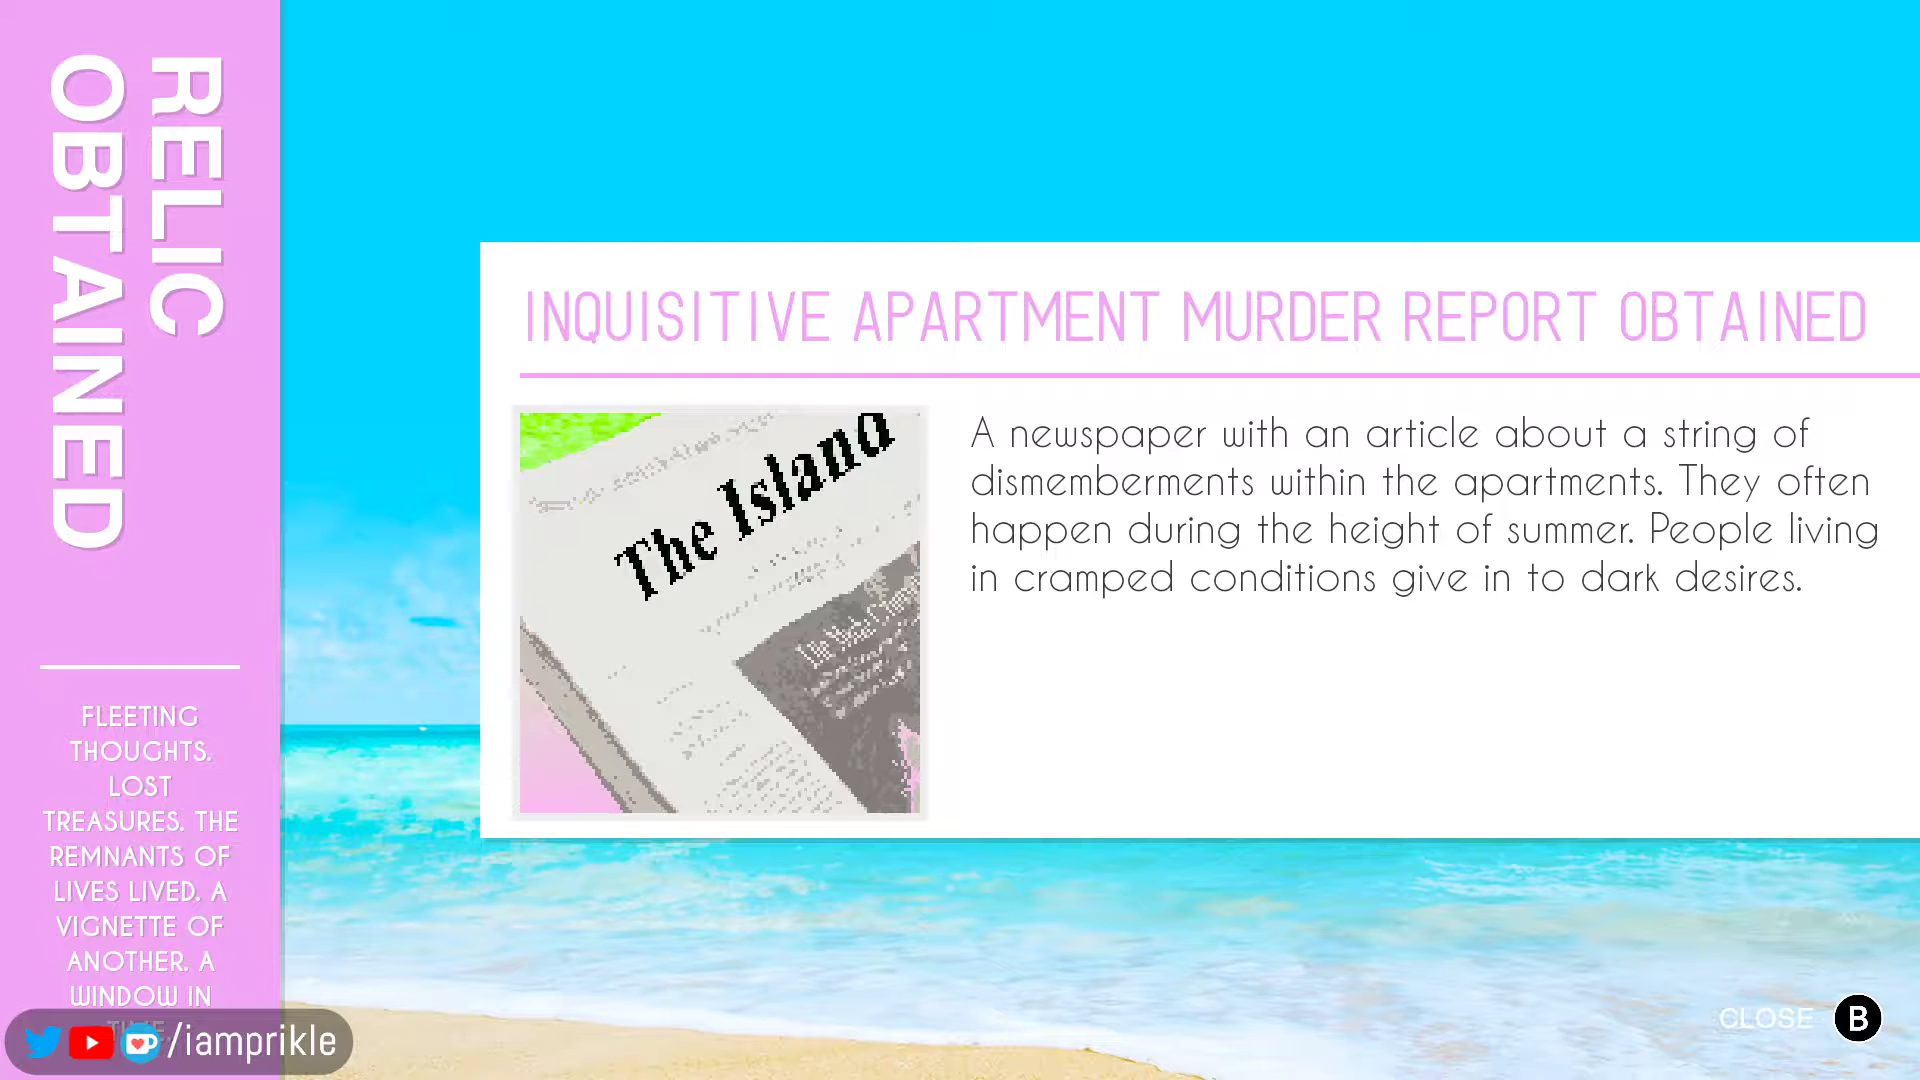 RELIC
OBTAINED
FLEETING
THOUGHTS.
LOST
TREASURES. THE
REMNANTS OF
LIVES LIVED. A
VIGNETTE OF
ANOTHER. A
WINDOW IN
TIME.
/iamprikle
INQUISITIVE APARTMENT MURDER REPORT OBTAINED
The Island
A newspaper with an article about a string of
dismemberments within the apartments. They often
happen during the height of summer. People living
in cramped conditions give in to dark desires.
CLOSE B